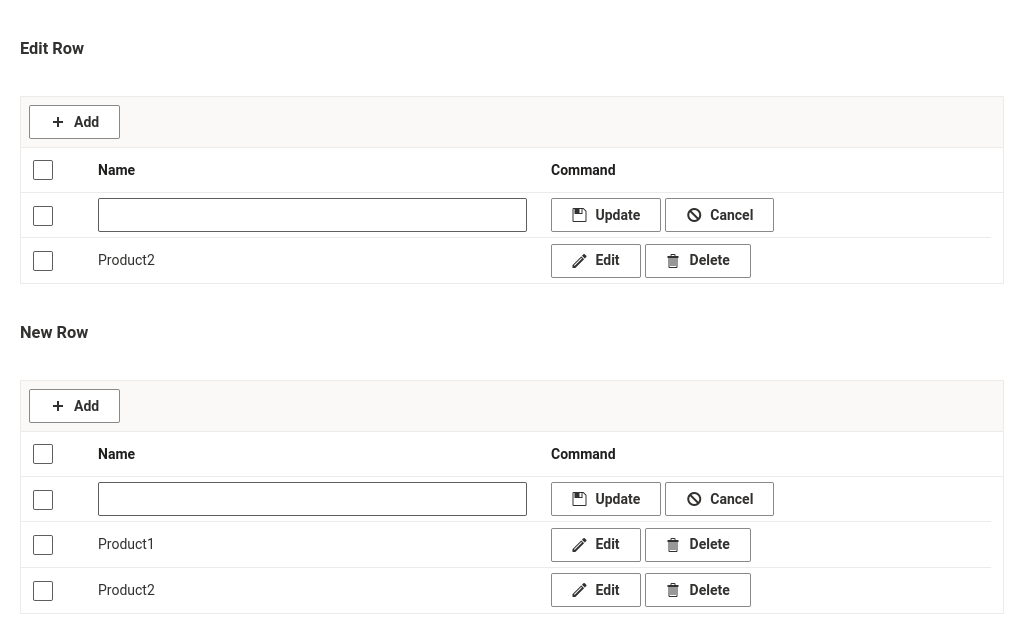 Edit Row
Add
Name Command
Update Cancel
Product2 Edit Delete
New Row
Add
Name Command
Update Cancel
Product1 Edit Delete
Product2 Edit Delete